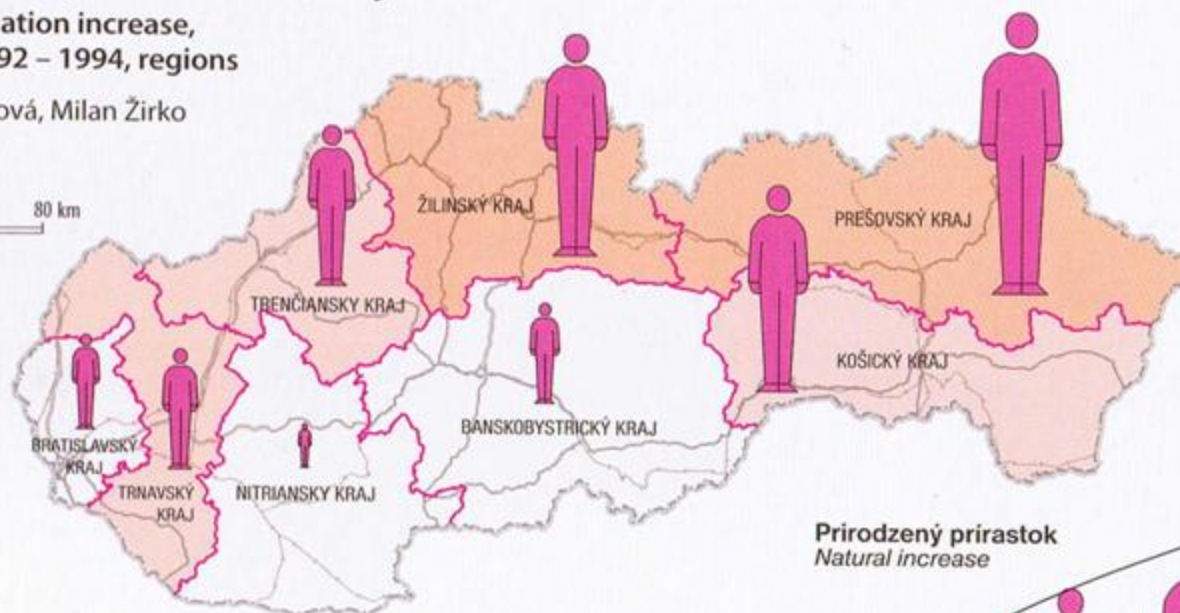 ation increase,
92 – 1994, regions
ová, Milan Žirko
80 km
ŽILINSKÝ KRAJ
PREŠOVSKÝ KRAJ
TRENČIANSKY KRAJ
KOŠICKÝ KRAJ
BANSKOBYSTRICKÝ KRAJ
BRATISLAVSKÝ
KRAJ
TRNAVSKÝ
KRAJ
NITRIANSKY KRAJ
Prirodzený prírastok
Natural increase